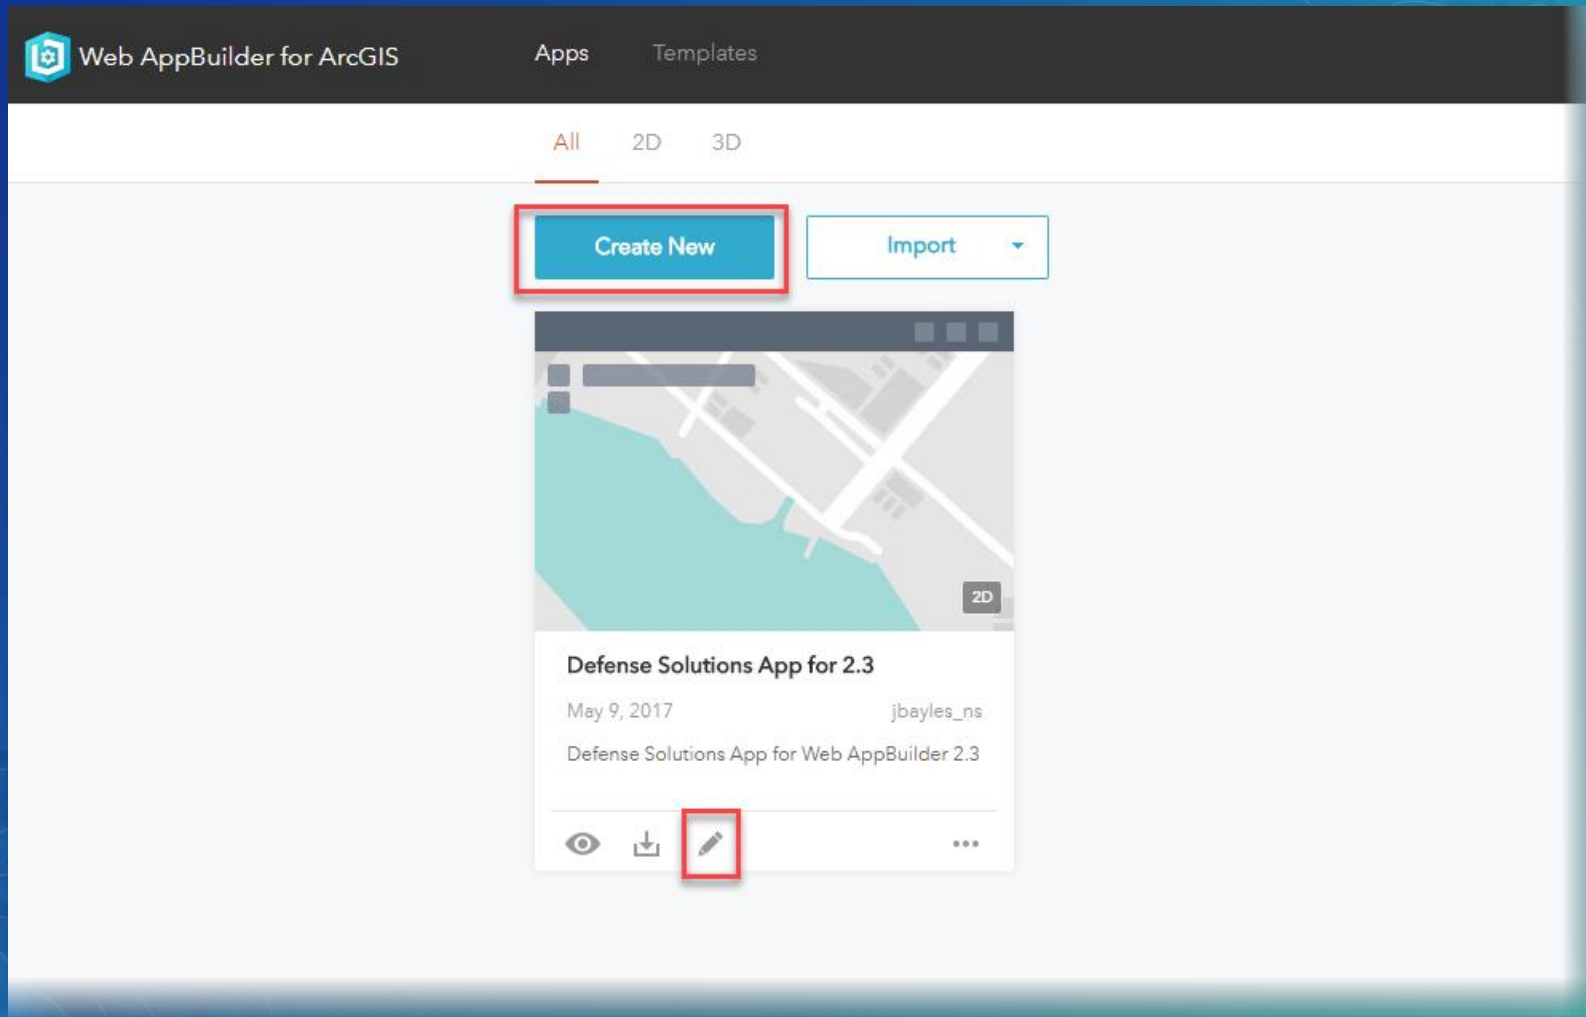 Web AppBuilder for ArcGIS
Apps
Templates
All
2D
3D
Create New
Import
2D
Defense Solutions App for 2.3
May 9, 2017
jbayles_ns
Defense Solutions App for Web AppBuilder 2.3